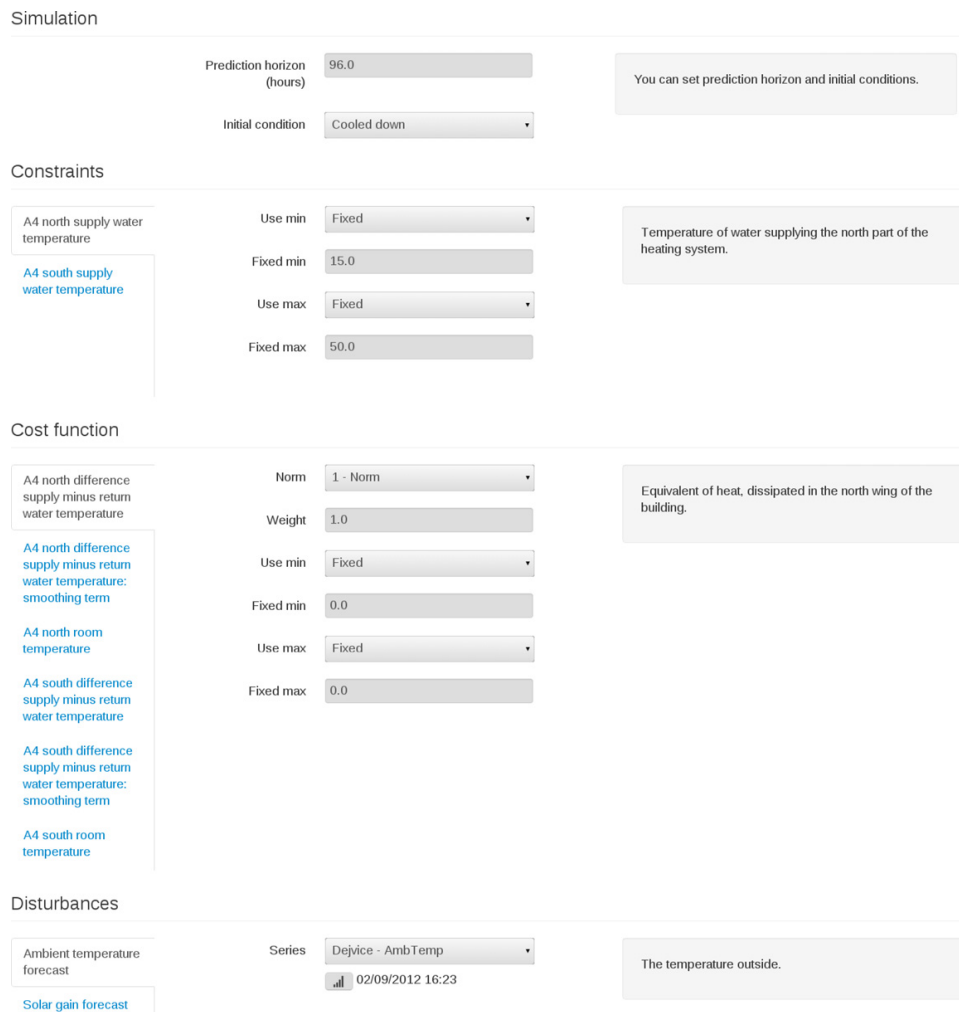 Simulation
Prediction horizon
(hours)
96.0
You can set prediction horizon and initial conditions.
Initial condition
Cooled down
Constraints
A4 north supply water
temperature
A4 south supply
water temperature
Use min
Fixed
Fixed min
15.0
Use max
Fixed
Fixed max
50.0
Temperature of water supplying the north part of the
heating system.
Cost function
A4 north difference
supply minus return
water temperature
A4 north difference
supply minus return
water temperature:
smoothing term
A4 north room
temperature
A4 south difference
supply minus return
water temperature
A4 south difference
supply minus return
water temperature:
smoothing term
A4 south room
temperature
Norm
1 - Norm
Weight
1.0
Use min
Fixed
Fixed min
0.0
Use max
Fixed
Fixed max
0.0
Equivalent of heat, dissipated in the north wing of the
building.
Disturbances
Ambient temperature
forecast
Solar gain forecast
Series
Dejvice - AmbTemp
02/09/2012 16:23
The temperature outside.